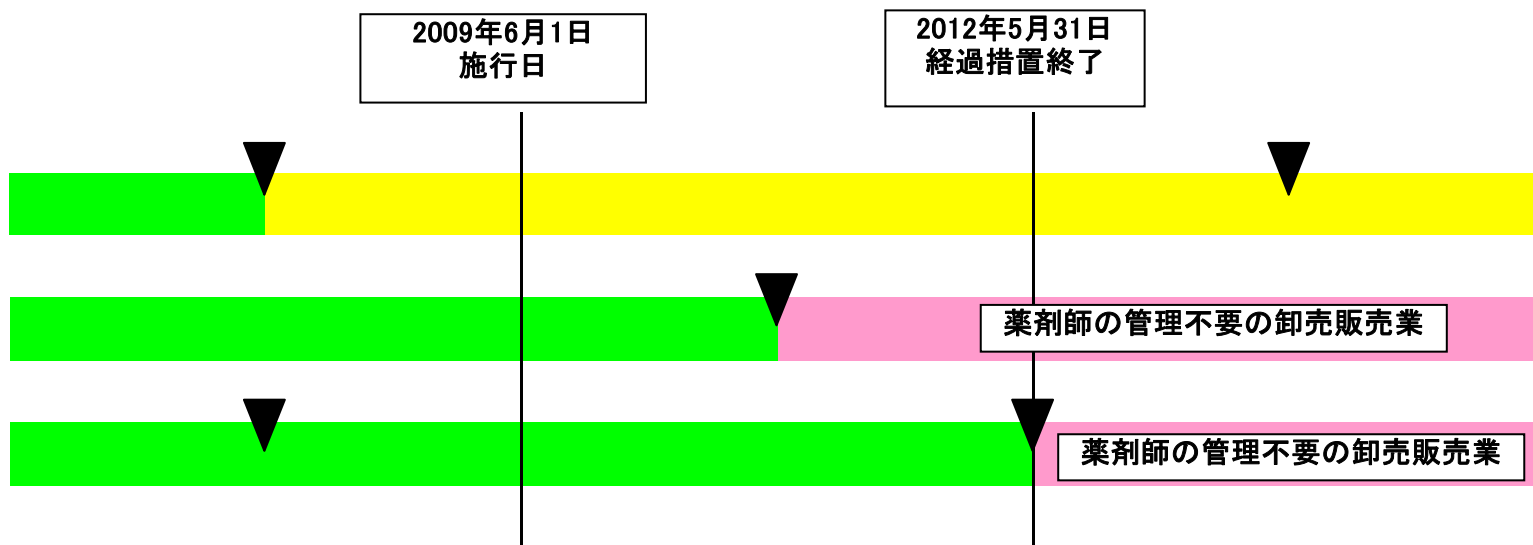 2009年6月1日
施行日
2012年5月31日
経過措置終了
薬剤師の管理不要の卸売販売業
薬剤師の管理不要の卸売販売業